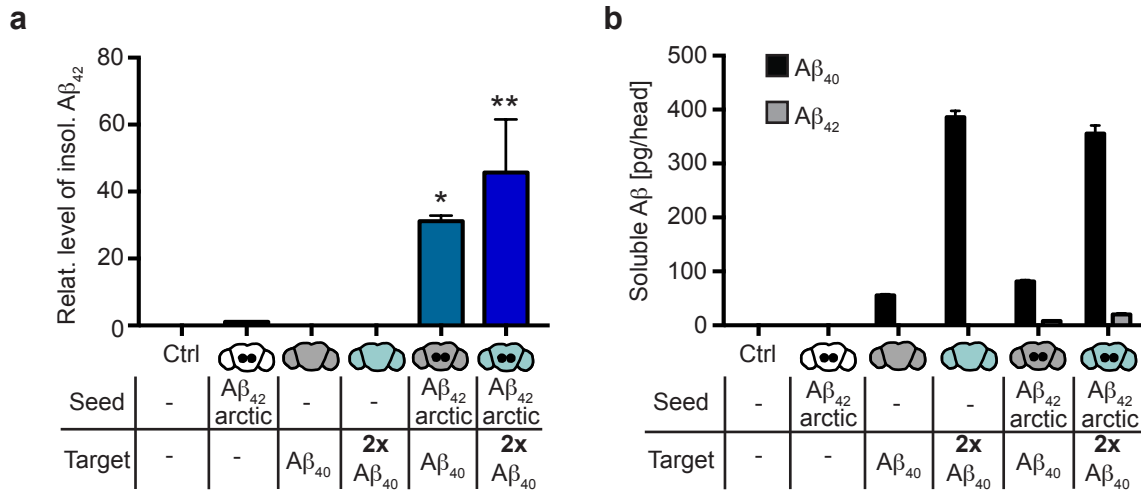 a
Relat. level of insol. Aβ42
80
60
40
20
0
*
**
Ctrl
Seed - Aβ42 arctic - - Aβ42 arctic Aβ42 arctic
Target - - Aβ40 2x Aβ40 Aβ40 2x Aβ40
b
Soluble Aβ [pg/head]
500
400
300
200
100
0
Aβ40
Aβ42
Ctrl
Seed - Aβ42 arctic - - Aβ42 arctic Aβ42 arctic
Target - - Aβ40 2x Aβ40 Aβ40 2x Aβ40